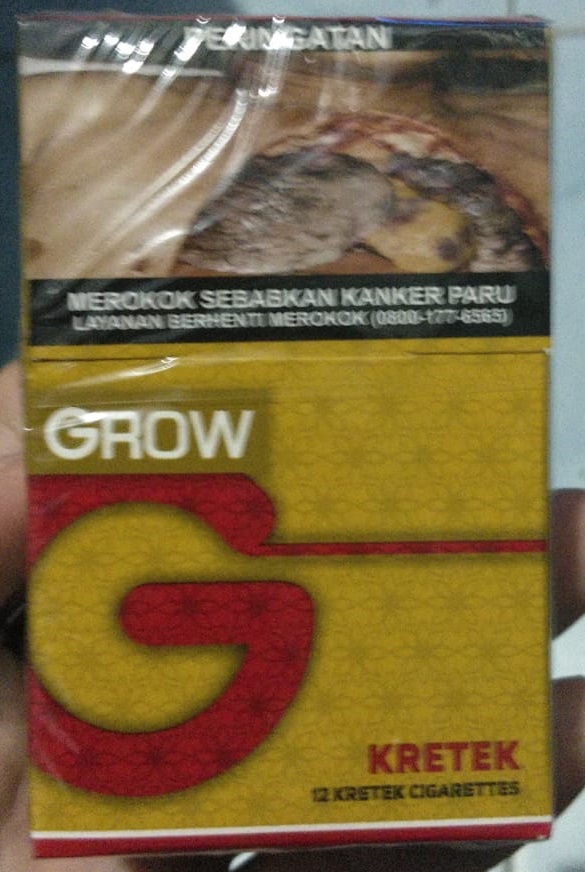 PERINGATAN
MEROKOK SEBABKAN KANKER PARU
LAYANAN BERHENTI MEROKOK (0800-177-6565)
GROW
G
KRETEK
12 KRETEK CIGARETTES